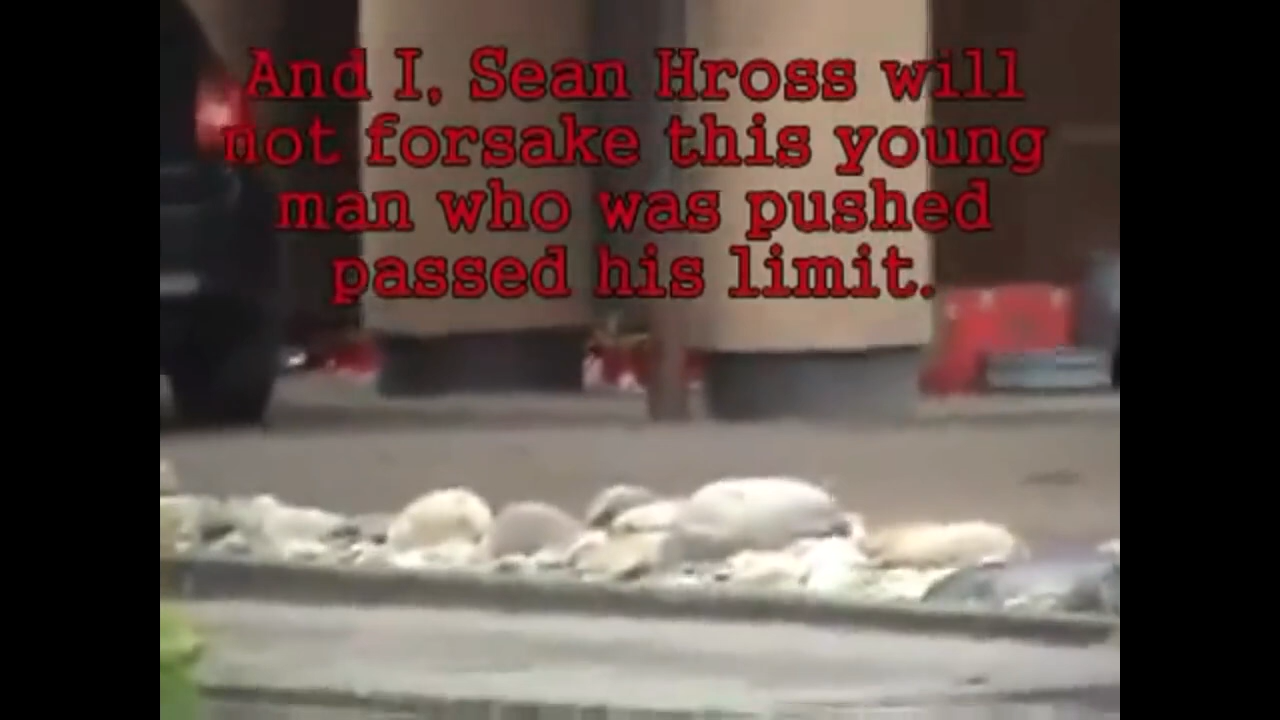 And I, Sean Hross will
not forsake this young
man who was pushed
passed his limit.